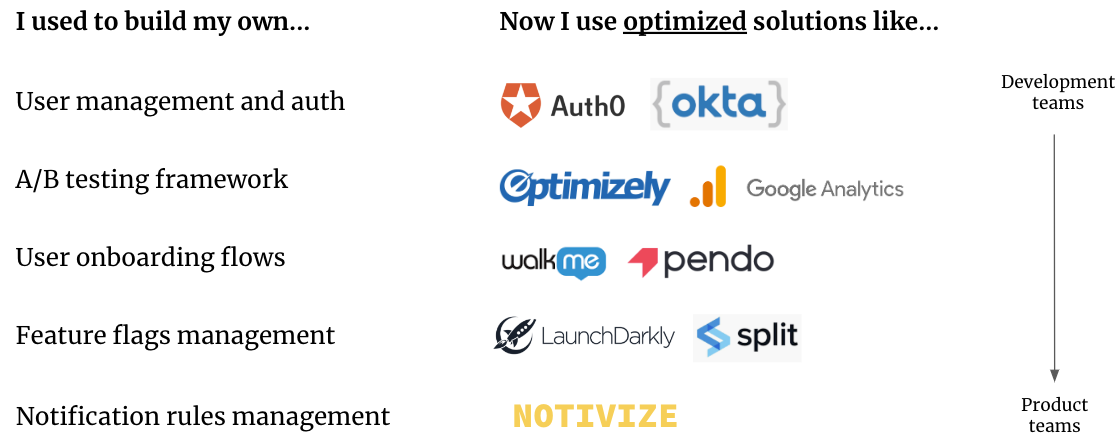 I used to build my own...
Now I use optimized solutions like...
User management and auth
Auth0
{okta}
Development
teams
A/B testing framework
Optimizely
Google Analytics
User onboarding flows
walkme
pendo
Feature flags management
LaunchDarkly
split
Notification rules management
NOTIVIZE
Product
teams